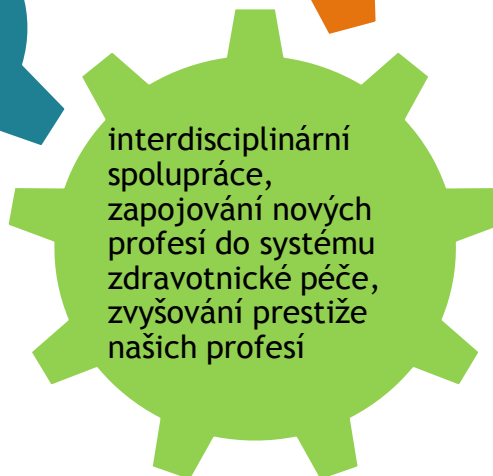 interdisciplinární
spolupráce,
zapojování nových
profesí do systému
zdravotnické péče,
zvyšování prestiže
našich profesí